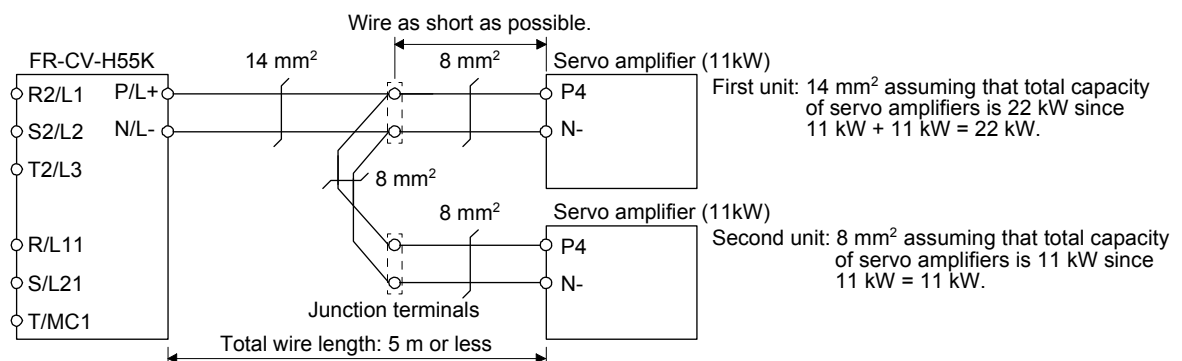 Wire as short as possible.
FR-CV-H55K
14 mm²
8 mm²
Servo amplifier (11kW)
R2/L1
P/L+
P4
First unit: 14 mm² assuming that total capacity
of servo amplifiers is 22 kW since
11 kW + 11 kW = 22 kW.
S2/L2
N/L-
N-
T2/L3
8 mm²
8 mm²
Servo amplifier (11kW)
R/L11
P4
Second unit: 8 mm² assuming that total capacity
of servo amplifiers is 11 kW since
11 kW = 11 kW.
S/L21
N-
Junction terminals
T/MC1
Total wire length: 5 m or less